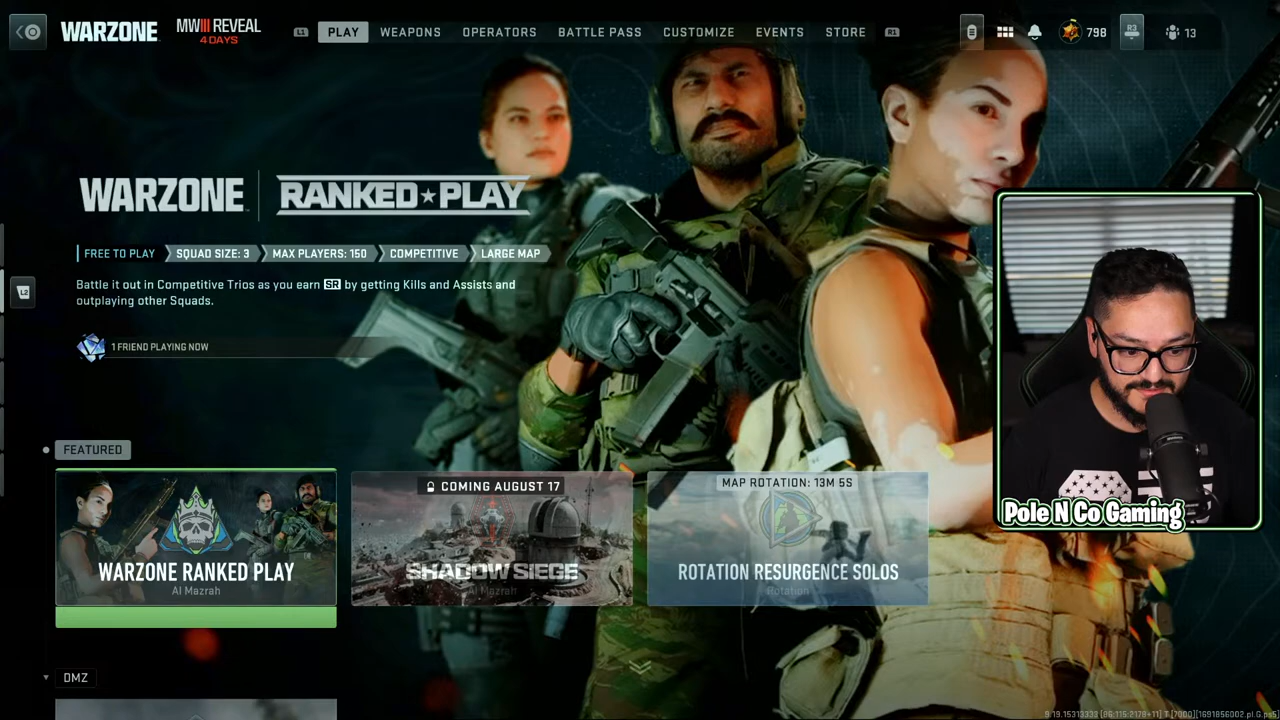 WARZONE
MWIII REVEAL
4 DAYS
L1
PLAY
WEAPONS
OPERATORS
BATTLE PASS
CUSTOMIZE
EVENTS
STORE
R1
798
R3
13
WARZONE
RANKED★PLAY
FREE TO PLAY
SQUAD SIZE: 3
MAX PLAYERS: 150
COMPETITIVE
LARGE MAP
L2
Battle it out in Competitive Trios as you earn SR by getting Kills and Assists and
outplaying other Squads.
1 FRIEND PLAYING NOW
FEATURED
WARZONE RANKED PLAY
Al Mazrah
COMING AUGUST 17
SHADOW SIEGE
Al Mazrah
MAP ROTATION: 13M 5S
ROTATION RESURGENCE SOLOS
Rotation
Pole N Co Gaming
DMZ